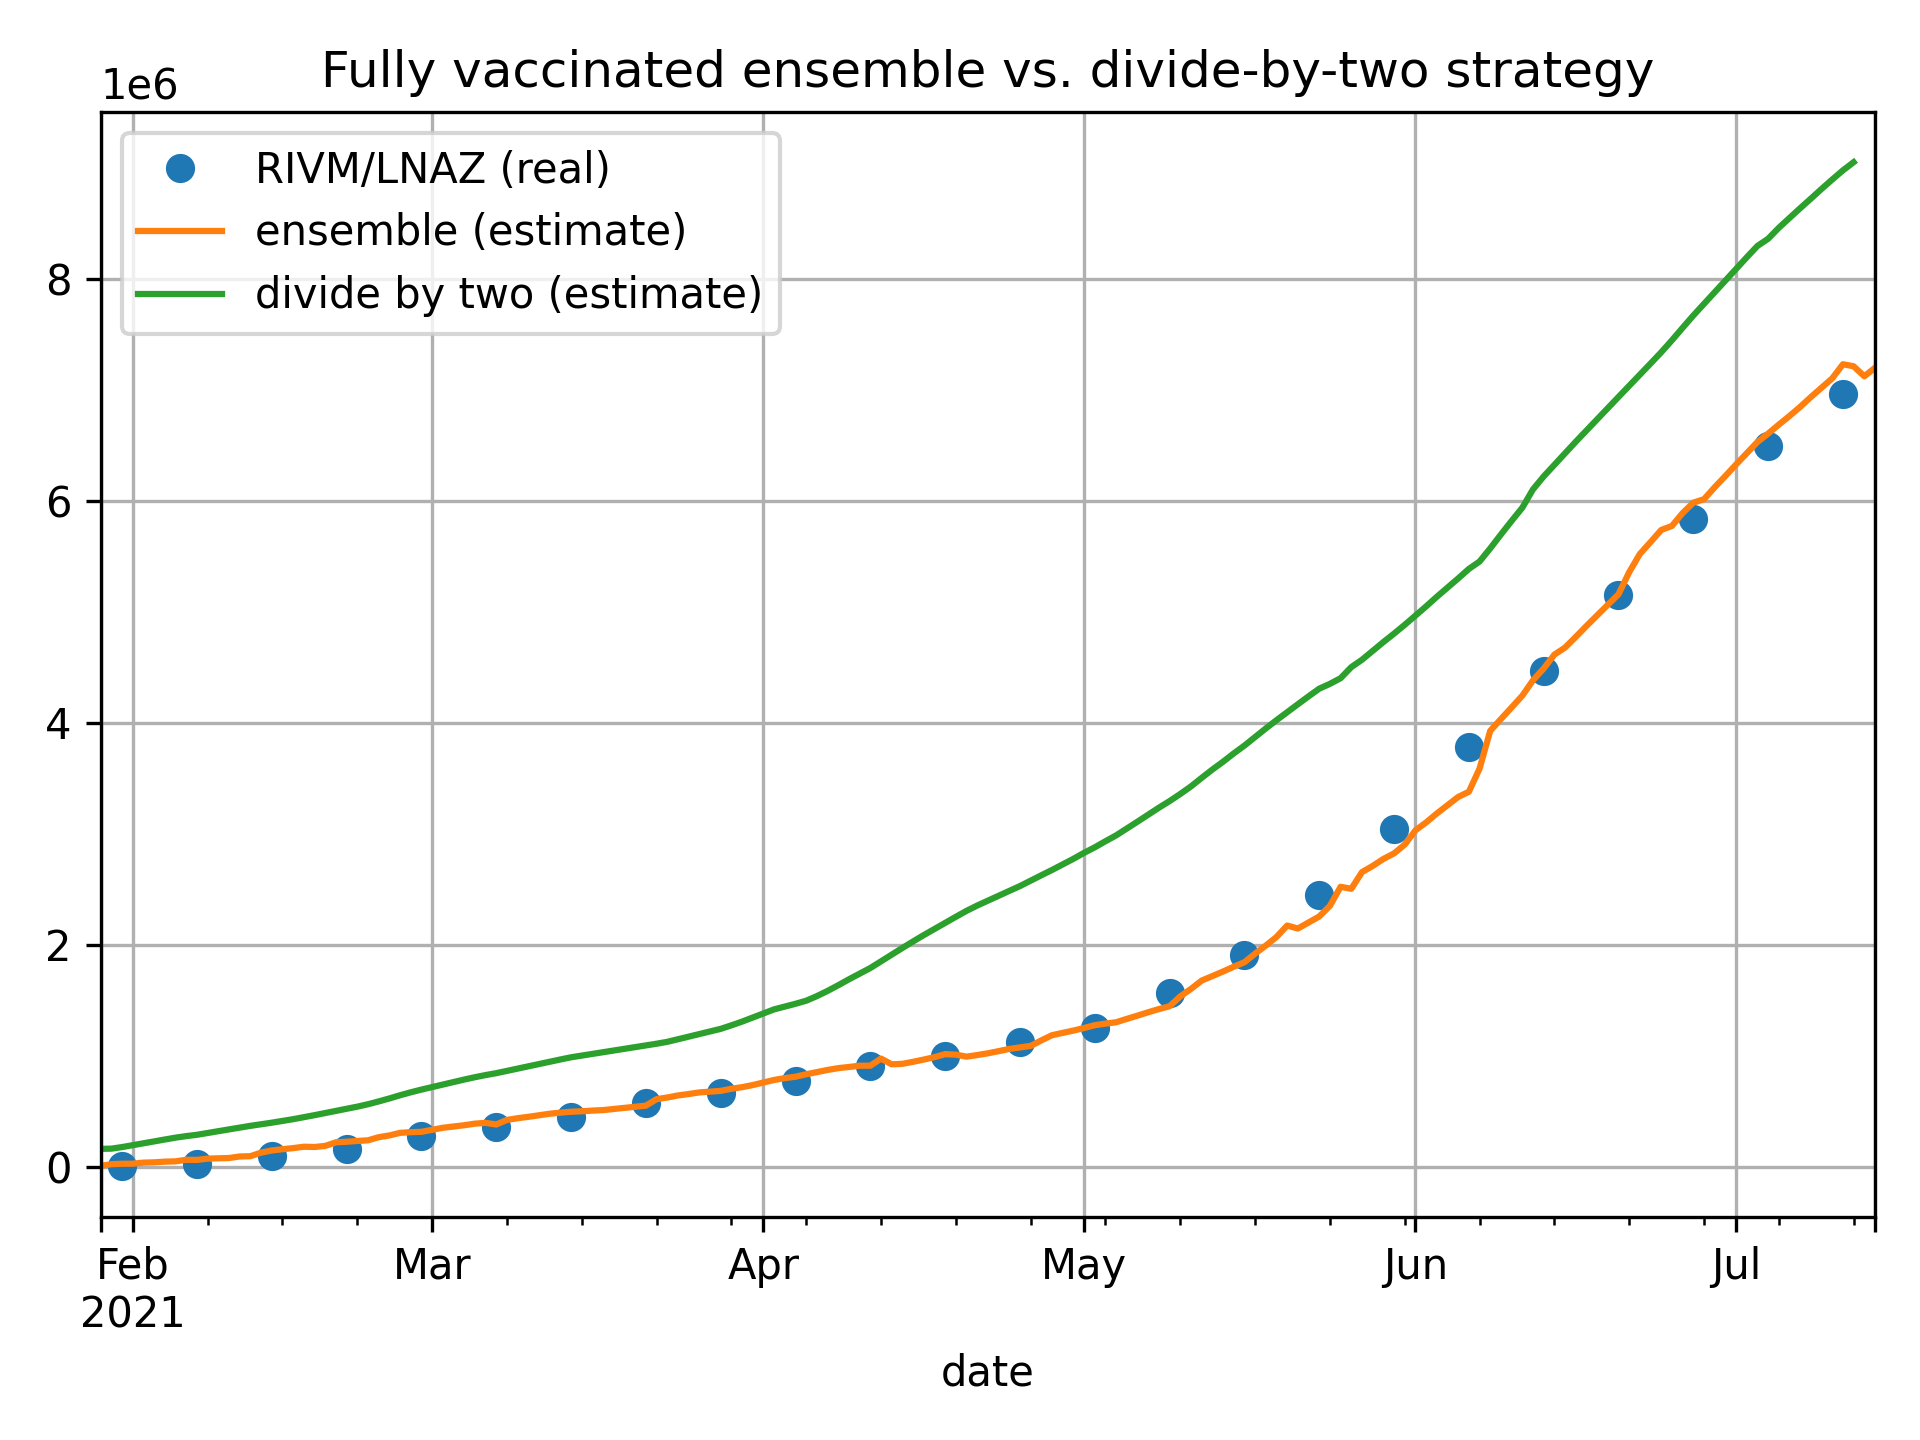 Fully vaccinated ensemble vs. divide-by-two strategy
1e6
RIVM/LNAZ (real)
ensemble (estimate)
divide by two (estimate)
8
6
4
2
0
Feb Mar Apr May Jun Jul
2021
date